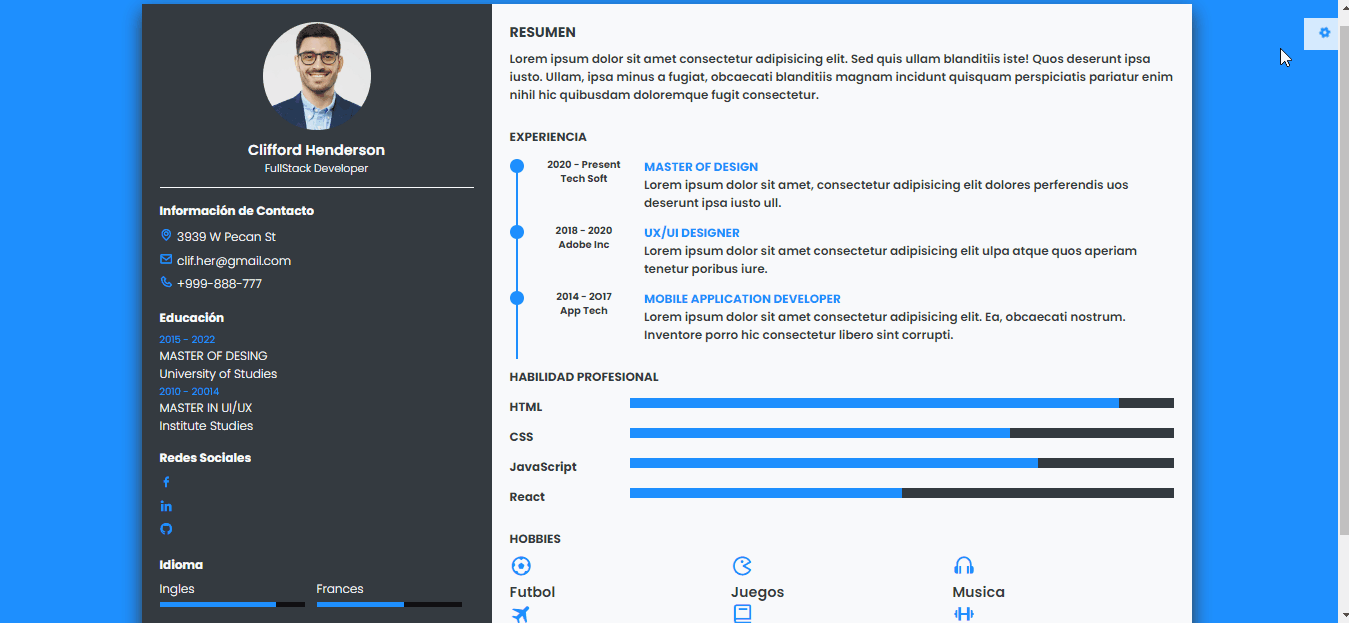 Clifford Henderson
FullStack Developer
Información de Contacto
3939 W Pecan St
clif.her@gmail.com
+999-888-777
Educación
2015 - 2022
MASTER OF DESING
University of Studies
2010 - 20014
MASTER IN UI/UX
Institute Studies
Redes Sociales
Idioma
Ingles
Frances
RESUMEN
Lorem ipsum dolor sit amet consectetur adipisicing elit. Sed quis ullam blanditiis iste! Quos deserunt ipsa
iusto. Ullam, ipsa minus a fugiat, obcaecati blanditiis magnam incidunt quisquam perspiciatis pariatur enim
nihil hic quibusdam doloremque fugit consectetur.
EXPERIENCIA
2020 - Present
Tech Soft
MASTER OF DESIGN
Lorem ipsum dolor sit amet, consectetur adipisicing elit dolores perferendis uos
deserunt ipsa iusto ull.
2018 - 2020
Adobe Inc
UX/UI DESIGNER
Lorem ipsum dolor sit amet consectetur adipisicing elit ulpa atque quos aperiam
tenetur poribus iure.
2014 - 2O17
App Tech
MOBILE APPLICATION DEVELOPER
Lorem ipsum dolor sit amet consectetur adipisicing elit. Ea, obcaecati nostrum.
Inventore porro hic consectetur libero sint corrupti.
HABILIDAD PROFESIONAL
HTML
CSS
JavaScript
React
HOBBIES
Futbol
Juegos
Musica